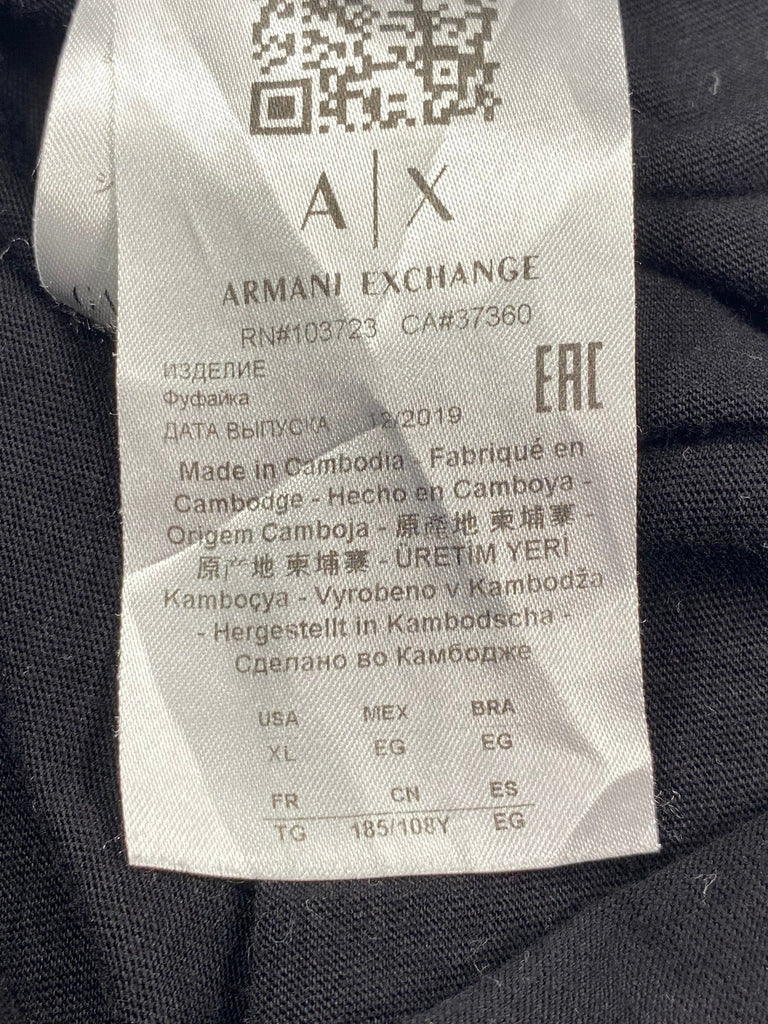 A|X
ARMANI EXCHANGE
RN#103723 CA#37360
ИЗДЕЛИЕ
Фуфайка
EAC
ДАТА ВЫПУСКА 12/2019
Made in Cambodia - Fabriqué en
Cambodge - Hecho en Camboya -
Origem Camboja - 原産地 柬埔寨 -
原产地 柬埔寨 - ÜRETİM YERİ
Kamboçya - Vyrobeno v Kambodža
- Hergestellt in Kambodscha -
Сделано во Камбодже
USA MEX BRA
XL EG EG
FR CN ES
TG 185/108Y EG